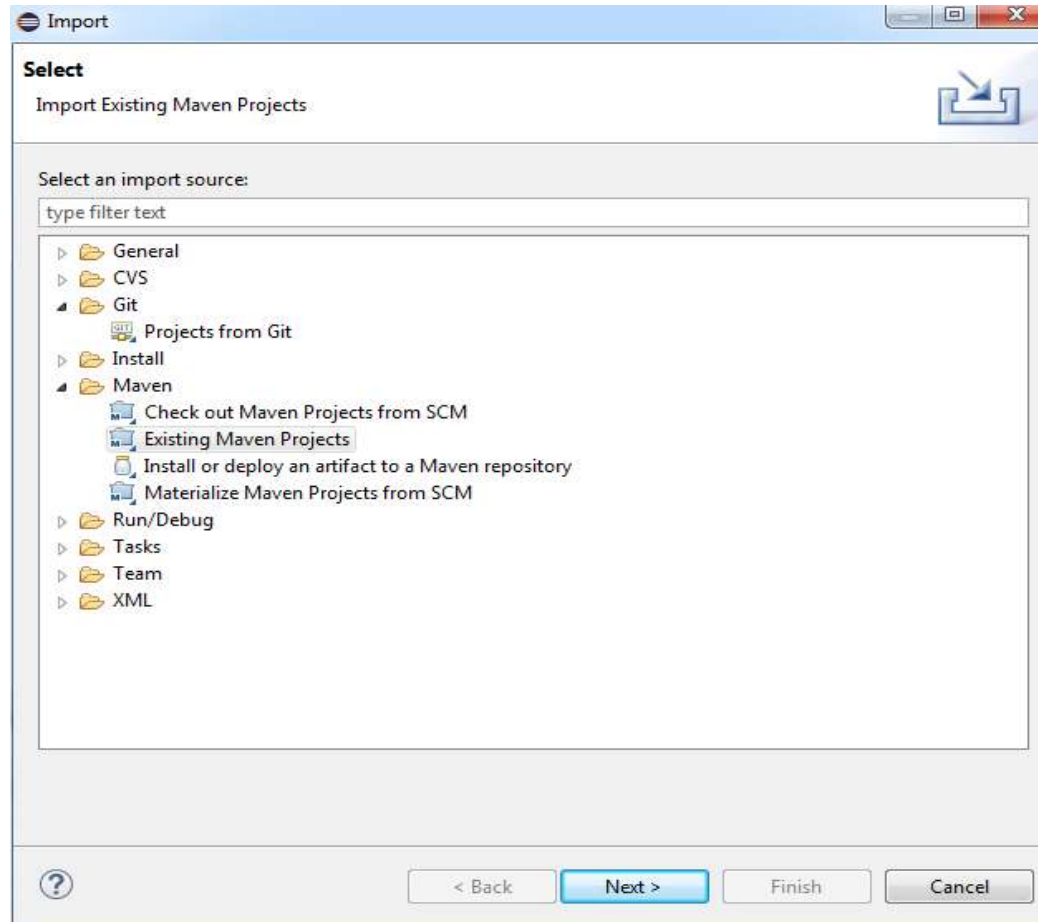 Import
Select
Import Existing Maven Projects
Select an import source:
type filter text
General
CVS
Git
Projects from Git
Install
Maven
Check out Maven Projects from SCM
Existing Maven Projects
Install or deploy an artifact to a Maven repository
Materialize Maven Projects from SCM
Run/Debug
Tasks
Team
XML
? < Back Next > Finish Cancel